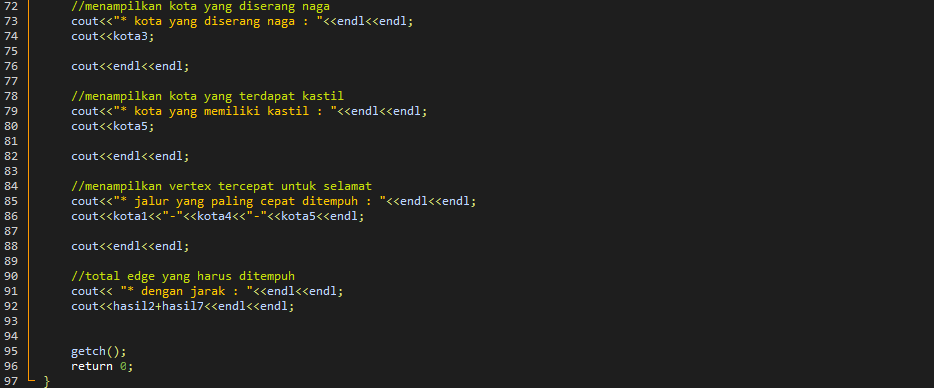 72 //menampilkan kota yang diserang naga
73 cout<<"* kota yang diserang naga : "<<endl<<endl;
74 cout<<kota3;
75
76 cout<<endl<<endl;
77
78 //menampilkan kota yang terdapat kastil
79 cout<<"* kota yang memiliki kastil : "<<endl<<endl;
80 cout<<kota5;
81
82 cout<<endl<<endl;
83
84 //menampilkan vertex tercepat untuk selamat
85 cout<<"* jalur yang paling cepat ditempuh : "<<endl<<endl;
86 cout<<kota1<<"-"<<kota4<<"-"<<kota5<<endl;
87
88 cout<<endl<<endl;
89
90 //total edge yang harus ditempuh
91 cout<< "* dengan jarak : "<<endl<<endl;
92 cout<<hasil2+hasil7<<endl<<endl;
93
94
95 getch();
96 return 0;
97 }